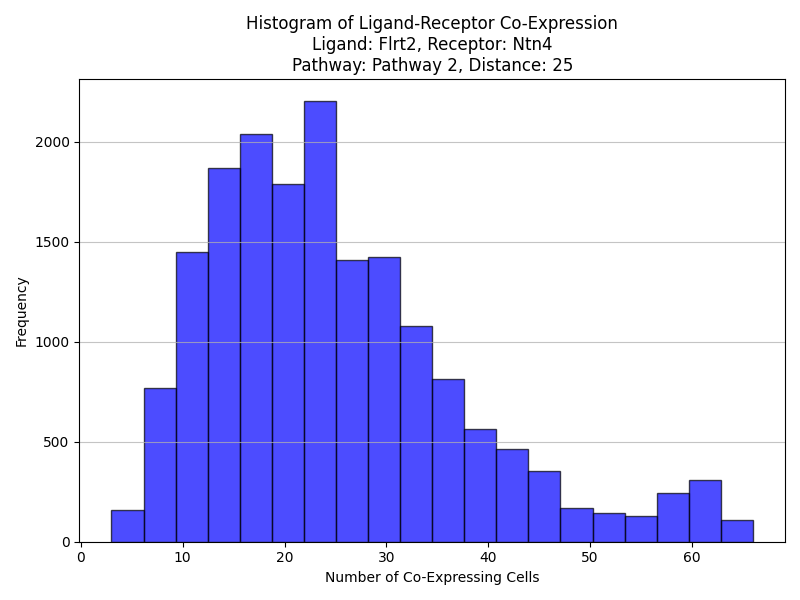 Histogram of Ligand-Receptor Co-Expression
Ligand: Flrt2, Receptor: Ntn4
Pathway: Pathway 2, Distance: 25
2000
1500
1000
500
0
Frequency
0 10 20 30 40 50 60
Number of Co-Expressing Cells